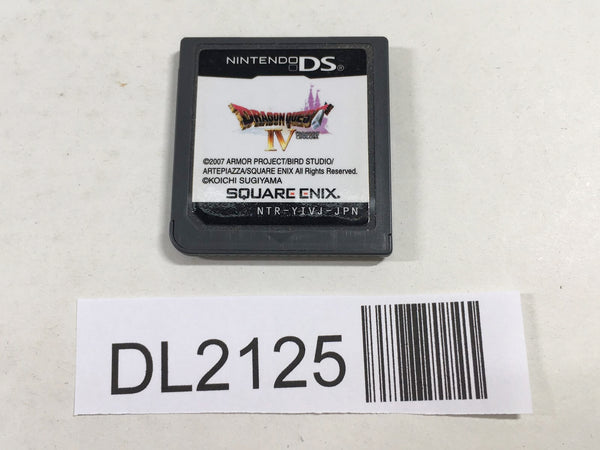 NINTENDO DS®
DRAGON QUEST
IV
©2007 ARMOR PROJECT/BIRD STUDIO/
ARTEPIAZZA/SQUARE ENIX All Rights Reserved.
©KOICHI SUGIYAMA
SQUARE ENIX.
NTR-YIVJ-JPN
DL2125